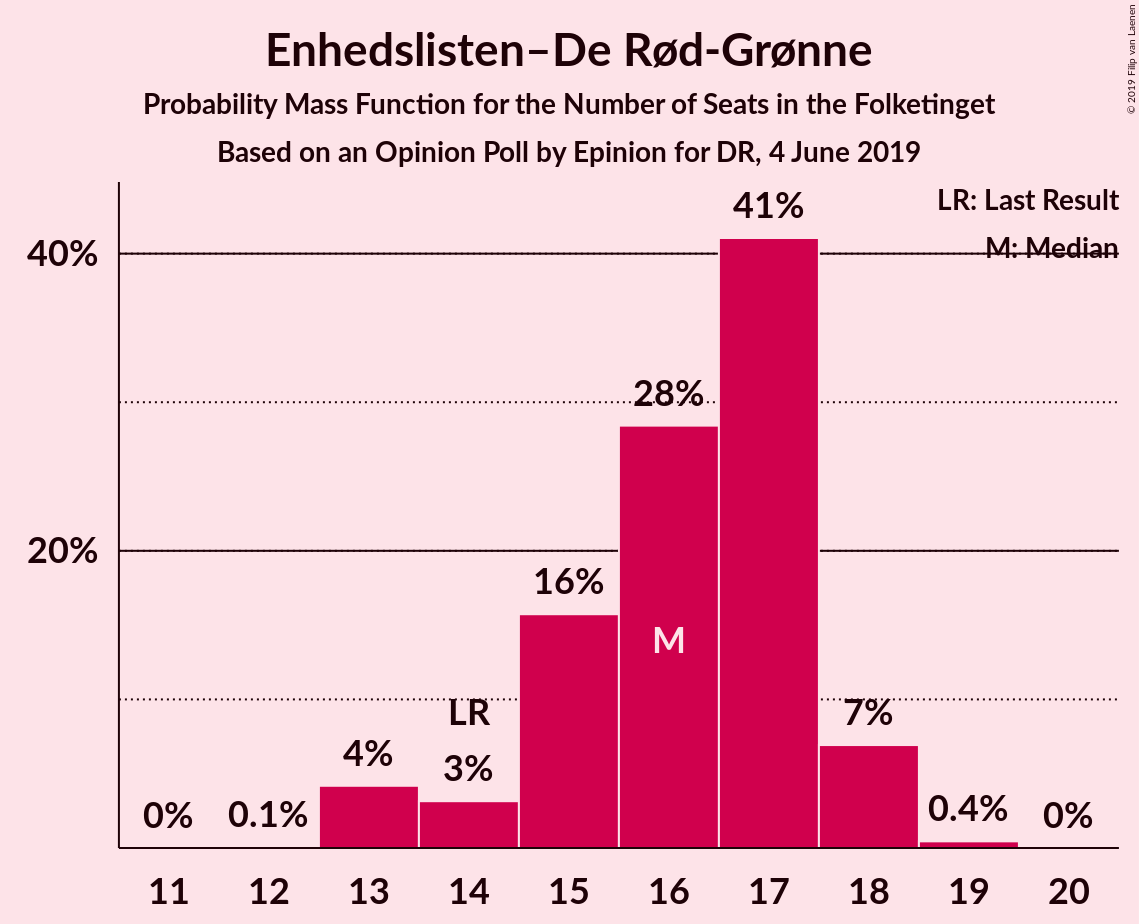 Enhedslisten–De Rød-Grønne
Probability Mass Function for the Number of Seats in the Folketinget
Based on an Opinion Poll by Epinion for DR, 4 June 2019
© 2019 Filip van Laenen
LR: Last Result
M: Median
40%
20%
41%
28%
16%
M
LR
7%
4%
3%
0%
0.1%
0.4%
0%
11 12 13 14 15 16 17 18 19 20